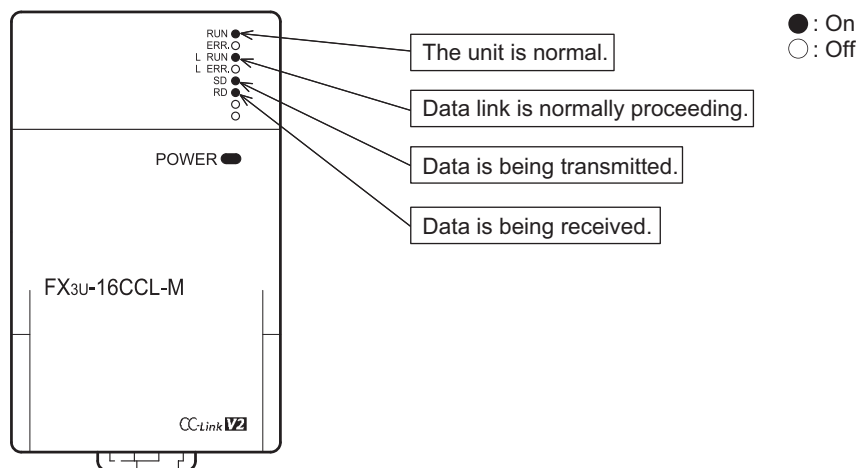 RUN
ERR.
L RUN
L ERR.
SD
RD
POWER
FX3U-16CCL-M
CC-Link V2
The unit is normal.
Data link is normally proceeding.
Data is being transmitted.
Data is being received.
: On
: Off